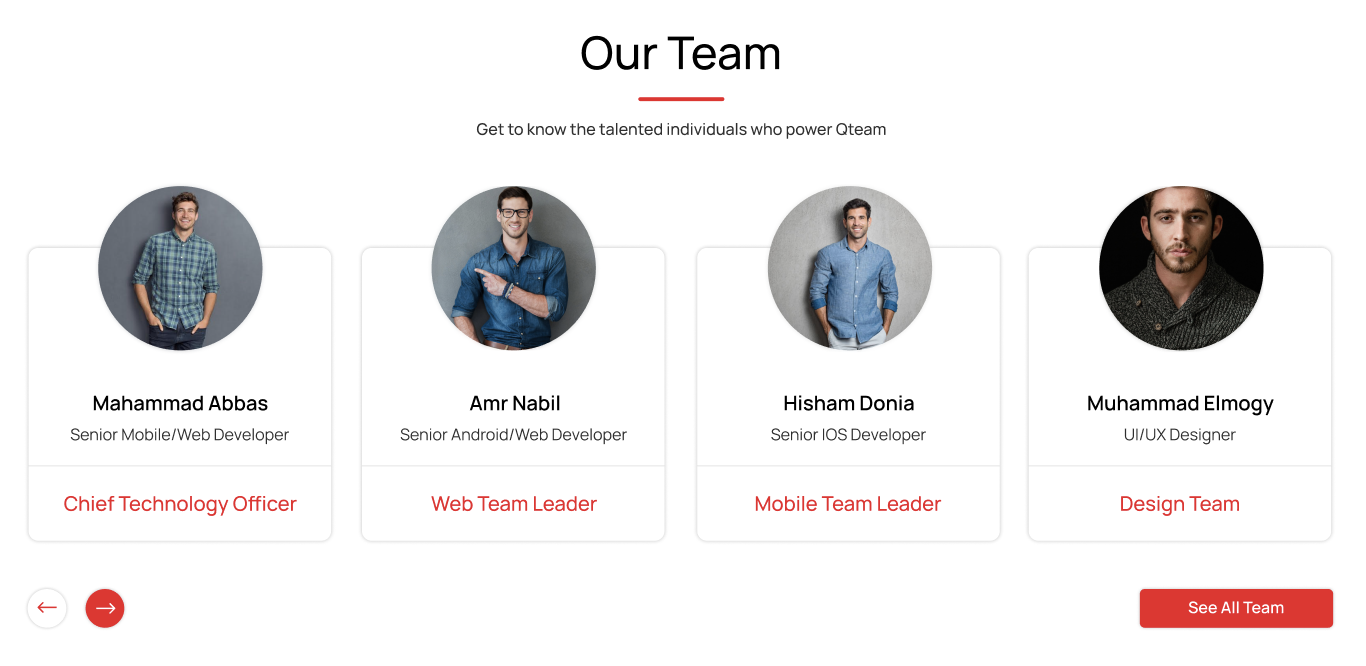 Our Team
Get to know the talented individuals who power Qteam
Mahammad Abbas
Senior Mobile/Web Developer
Chief Technology Officer
Amr Nabil
Senior Android/Web Developer
Web Team Leader
Hisham Donia
Senior IOS Developer
Mobile Team Leader
Muhammad Elmogy
UI/UX Designer
Design Team
See All Team